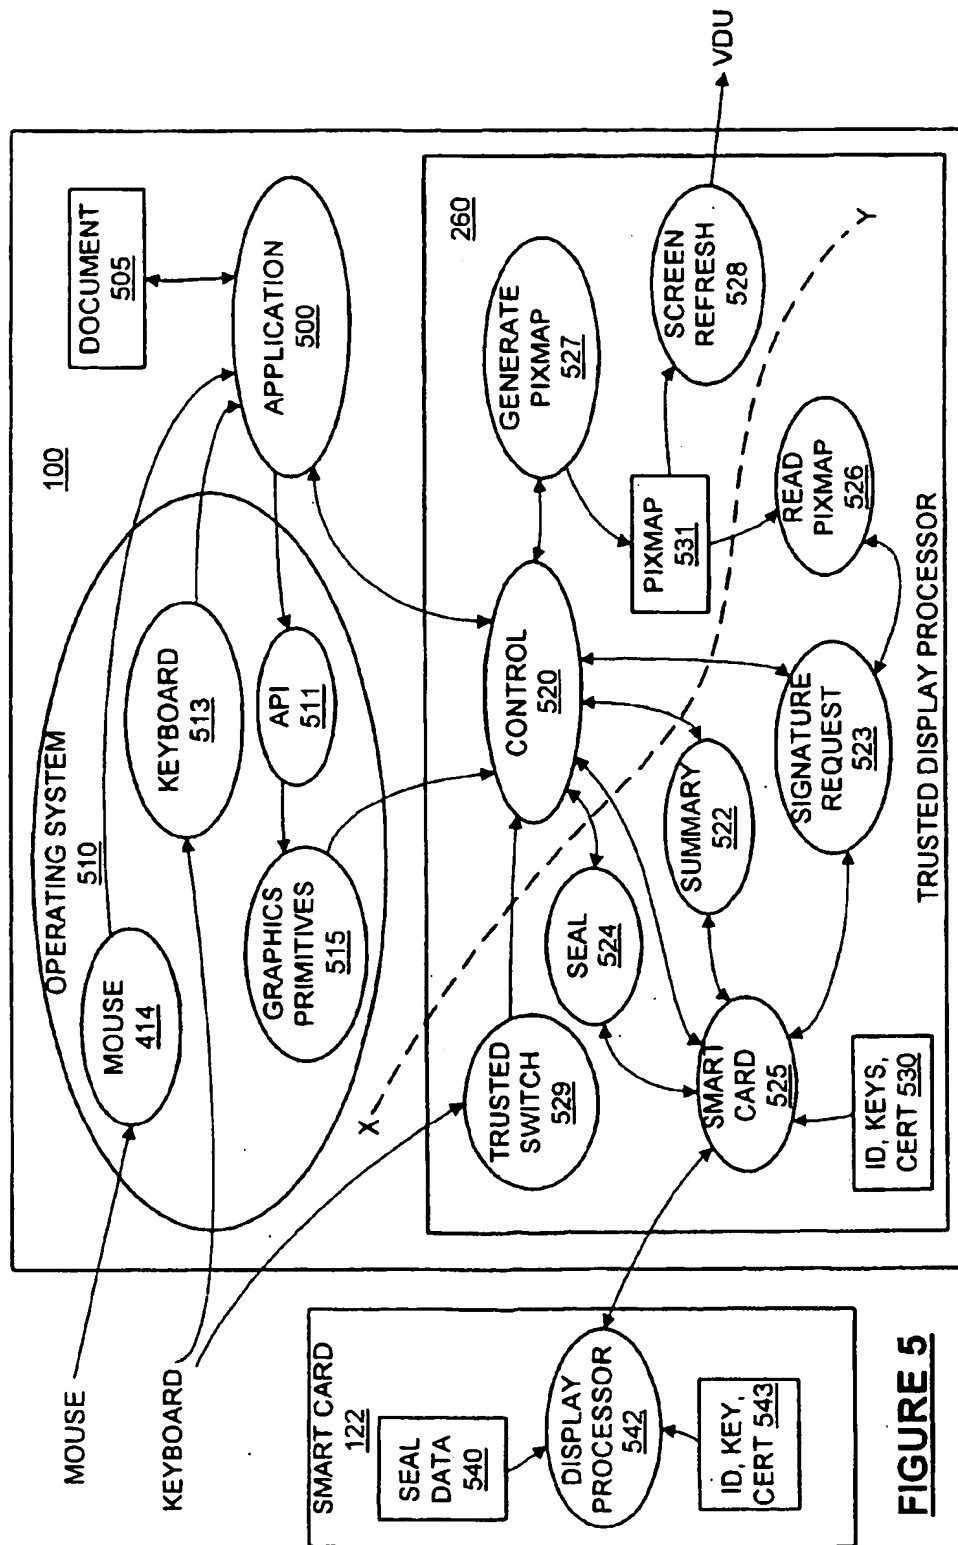 MOUSE
KEYBOARD
100
OPERATING SYSTEM
510
MOUSE
414
KEYBOARD
513
API
511
GRAPHICS
PRIMITIVES
515
DOCUMENT
505
APPLICATION
500
X
260
TRUSTED
SWITCH
529
CONTROL
520
GENERATE
PIXMAP
527
SEAL
524
PIXMAP
531
SCREEN
REFRESH
528
VDU
SUMMARY
522
Y
SMART
CARD
525
SIGNATURE
REQUEST
523
READ
PIXMAP
526
ID, KEYS,
CERT 530
TRUSTED DISPLAY PROCESSOR
SMART CARD
122
SEAL
DATA
540
DISPLAY
PROCESSOR
542
ID, KEY,
CERT 543
FIGURE 5